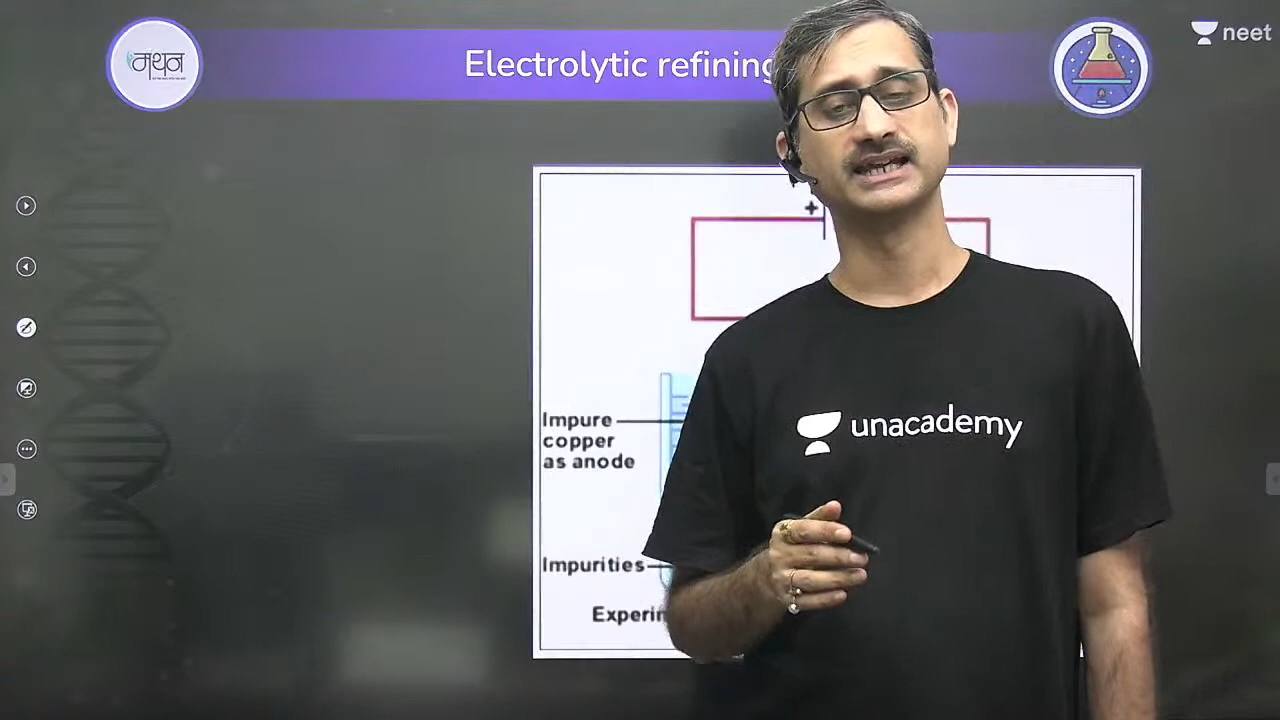 मंथन
Electrolytic refining
neet
+
Impure
copper
as anode
Impurities
unacademy